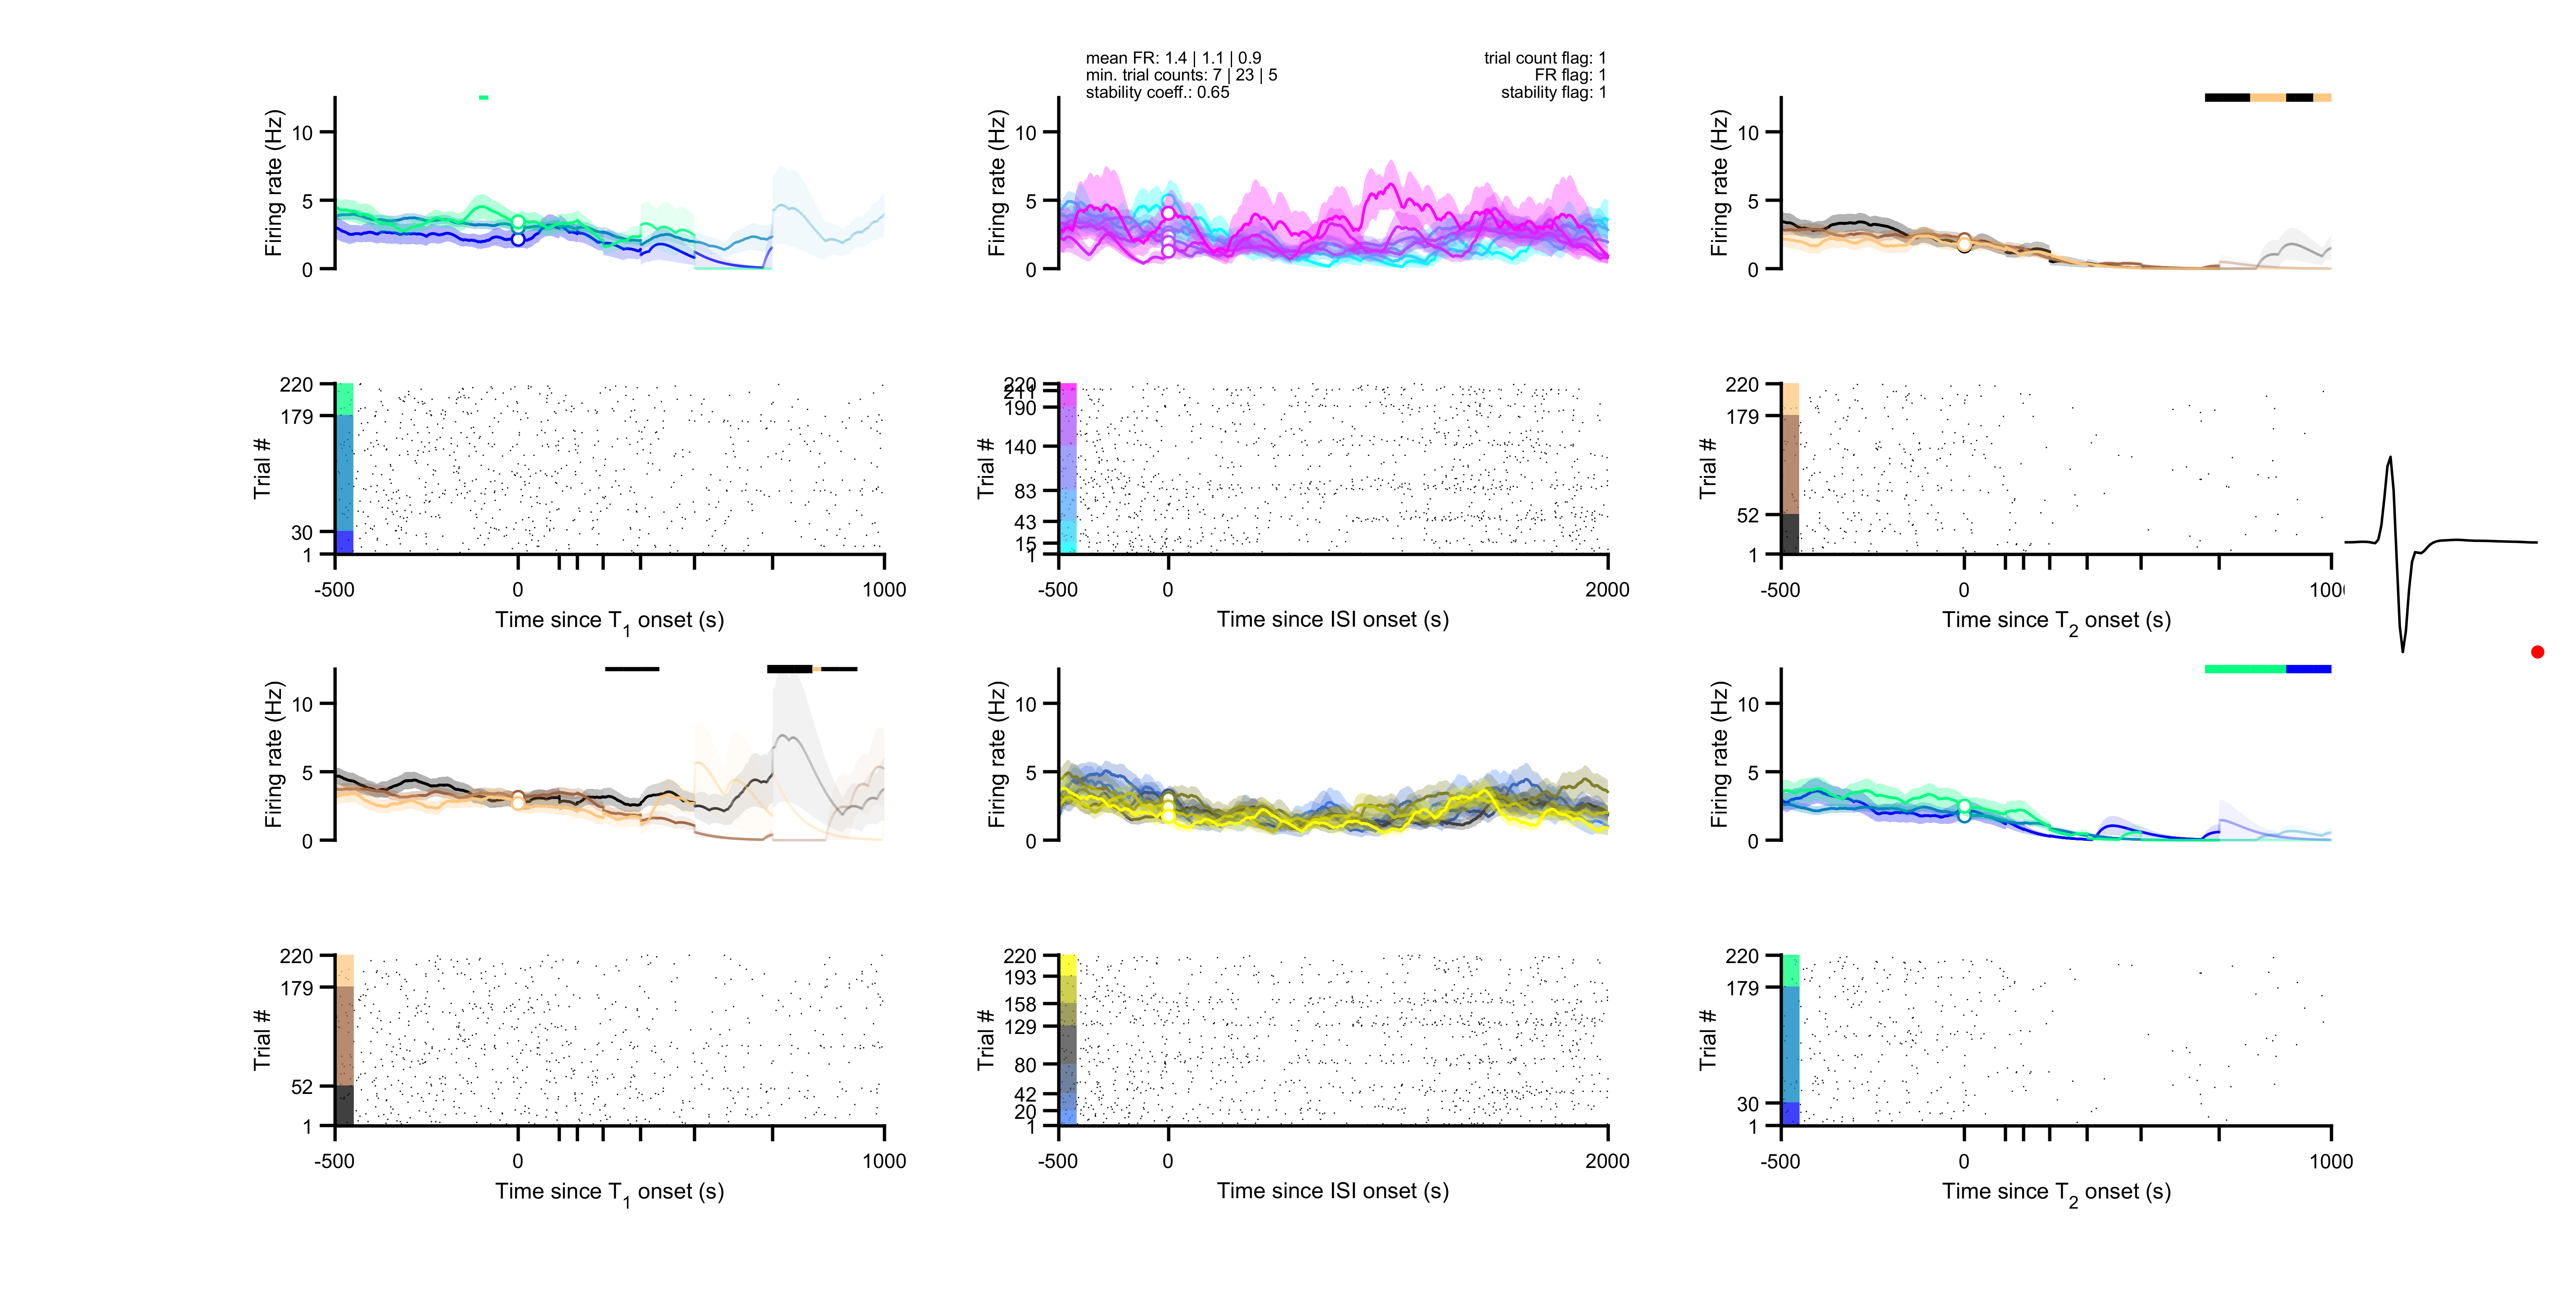 mean FR: 1.4 | 1.1 | 0.9
min. trial counts: 7 | 23 | 5
stability coeff.: 0.65
trial count flag: 1
FR flag: 1
stability flag: 1
Firing rate (Hz)
10
5
0
Firing rate (Hz)
10
5
0
Firing rate (Hz)
10
5
0
Trial #
220
179
30
1
-500
0
1000
Time since T1 onset (s)
Trial #
220
211
190
140
83
43
15
1
-500
0
2000
Time since ISI onset (s)
Trial #
220
179
52
1
-500
0
1000
Time since T2 onset (s)
Firing rate (Hz)
10
5
0
Firing rate (Hz)
10
5
0
Firing rate (Hz)
10
5
0
Trial #
220
179
52
1
-500
0
1000
Time since T1 onset (s)
Trial #
220
193
158
129
80
42
20
1
-500
0
2000
Time since ISI onset (s)
Trial #
220
179
30
1
-500
0
1000
Time since T2 onset (s)